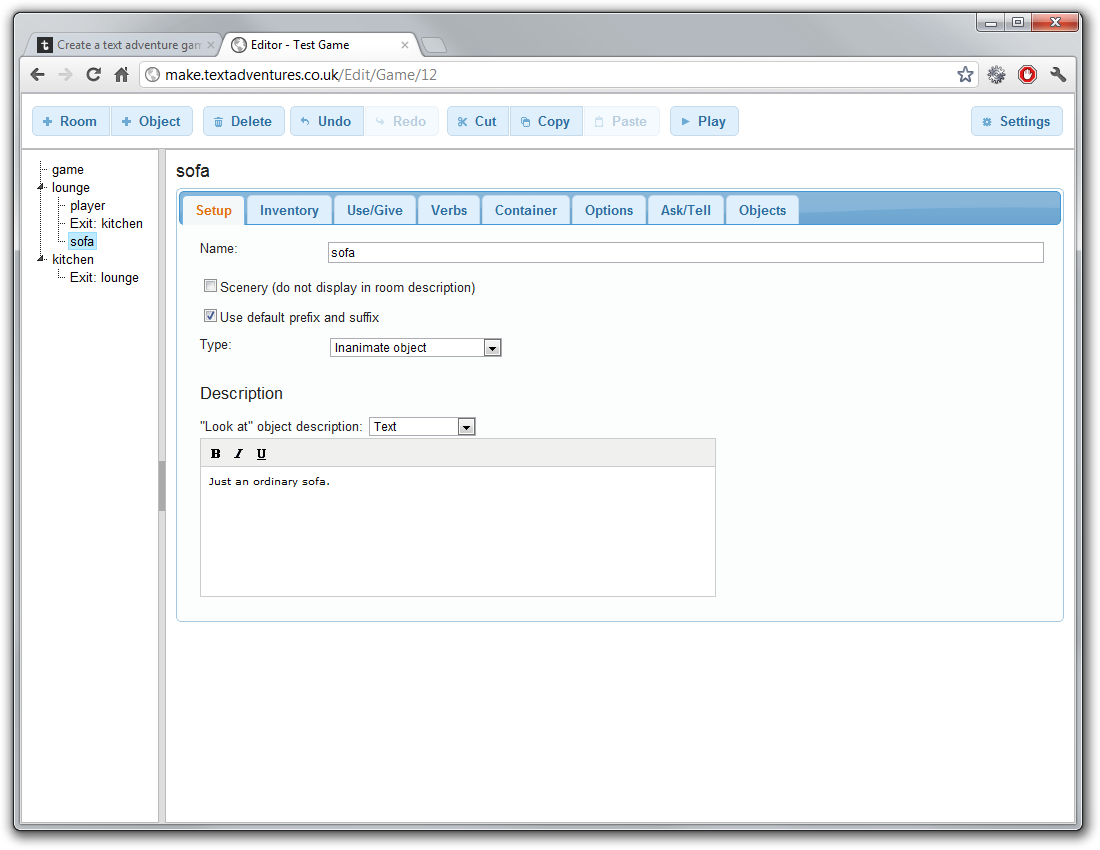 Create a text adventure gam
Editor - Test Game
make.textadventures.co.uk/Edit/Game/12
Room Object Delete Undo Redo Cut Copy Paste Play Settings
game
lounge
player
Exit: kitchen
sofa
kitchen
Exit: lounge
sofa
Setup Inventory Use/Give Verbs Container Options Ask/Tell Objects
Name: sofa
Scenery (do not display in room description)
Use default prefix and suffix
Type: Inanimate object
Description
"Look at" object description: Text
B I U
Just an ordinary sofa.